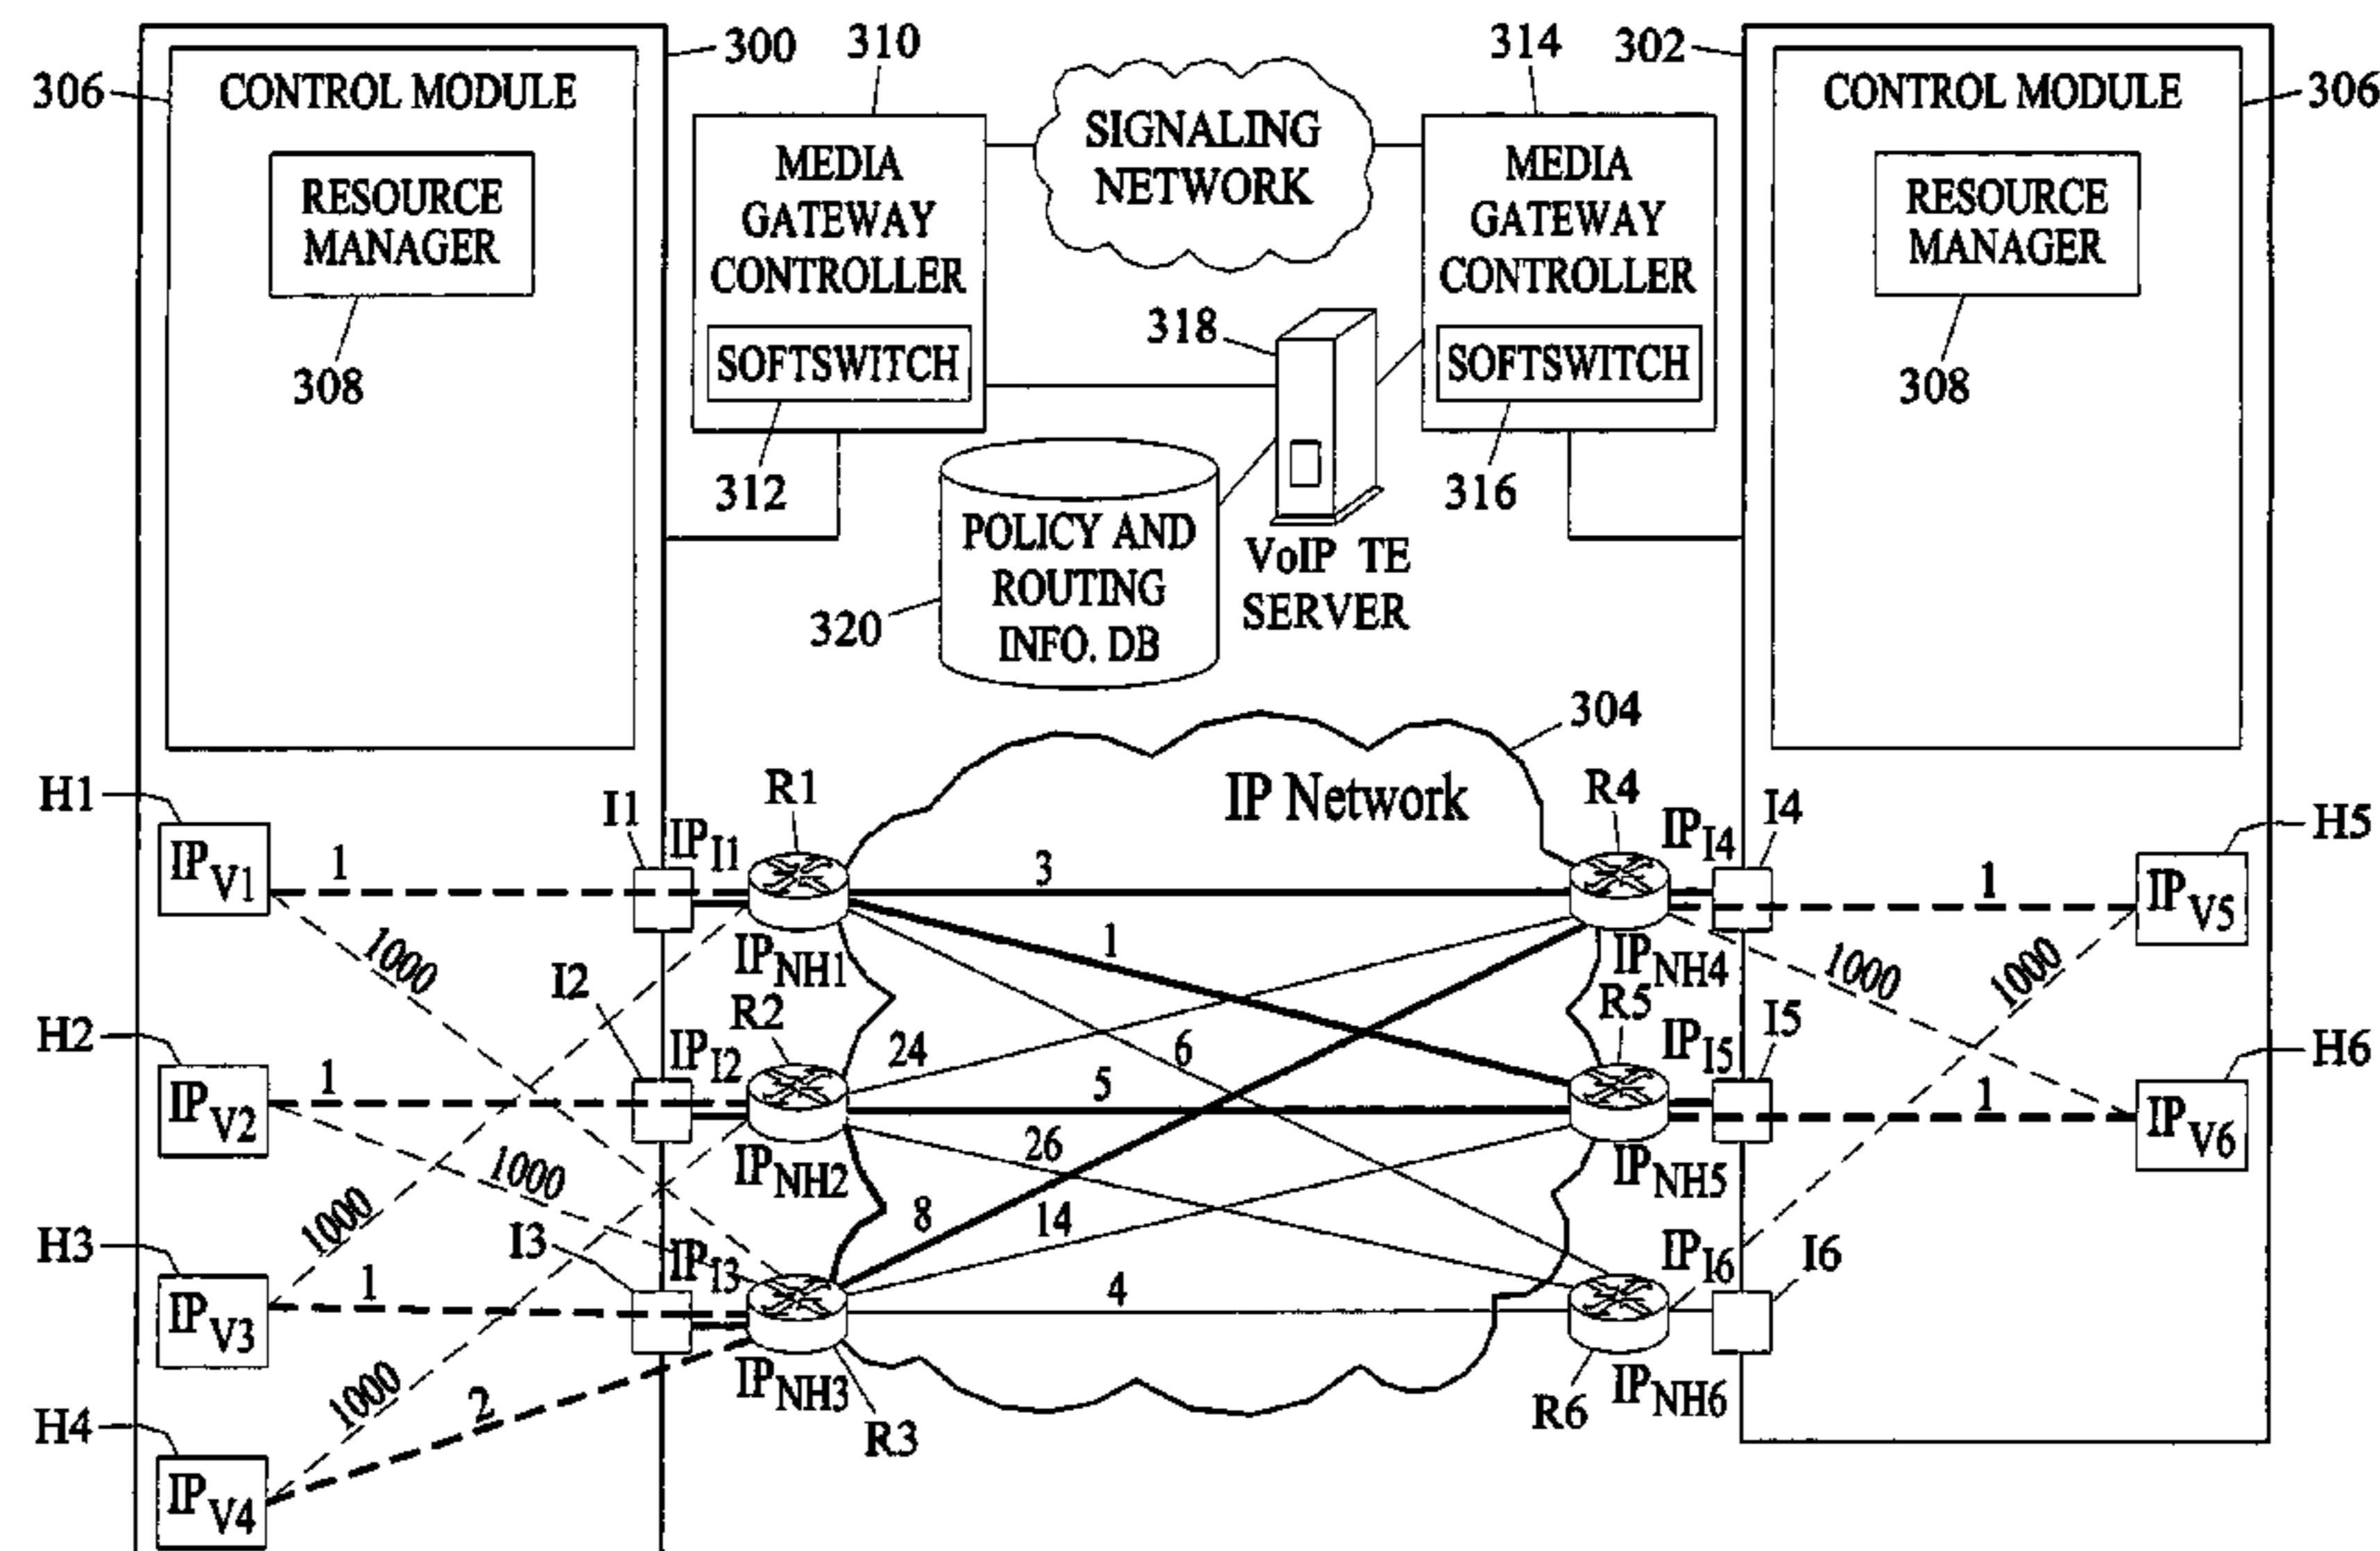 300
310
314
302
306
CONTROL MODULE
RESOURCE
MANAGER
308
MEDIA
GATEWAY
CONTROLLER
SOFTSWITCH
312
SIGNALING
NETWORK
318
VoIP TE
SERVER
POLICY AND
ROUTING
INFO. DB
320
MEDIA
GATEWAY
CONTROLLER
SOFTSWITCH
316
CONTROL MODULE
306
RESOURCE
MANAGER
308
304
IP Network
H1
IPV1
1
1000
I1
IPI1
R1
IPNH1
H2
IPV2
1
1000
I2
IPI2
R2
IPNH2
H3
IPV3
1000
1
I3
IPI3
R3
IPNH3
H4
IPV4
1000
2
3
1
6
24
5
26
8
14
4
R4
IPI4
I4
IPNH4
1
1000
1000
H5
IPV5
R5
IPI5
I5
IPNH5
1
H6
IPV6
IPI6
I6
R6
IPNH6